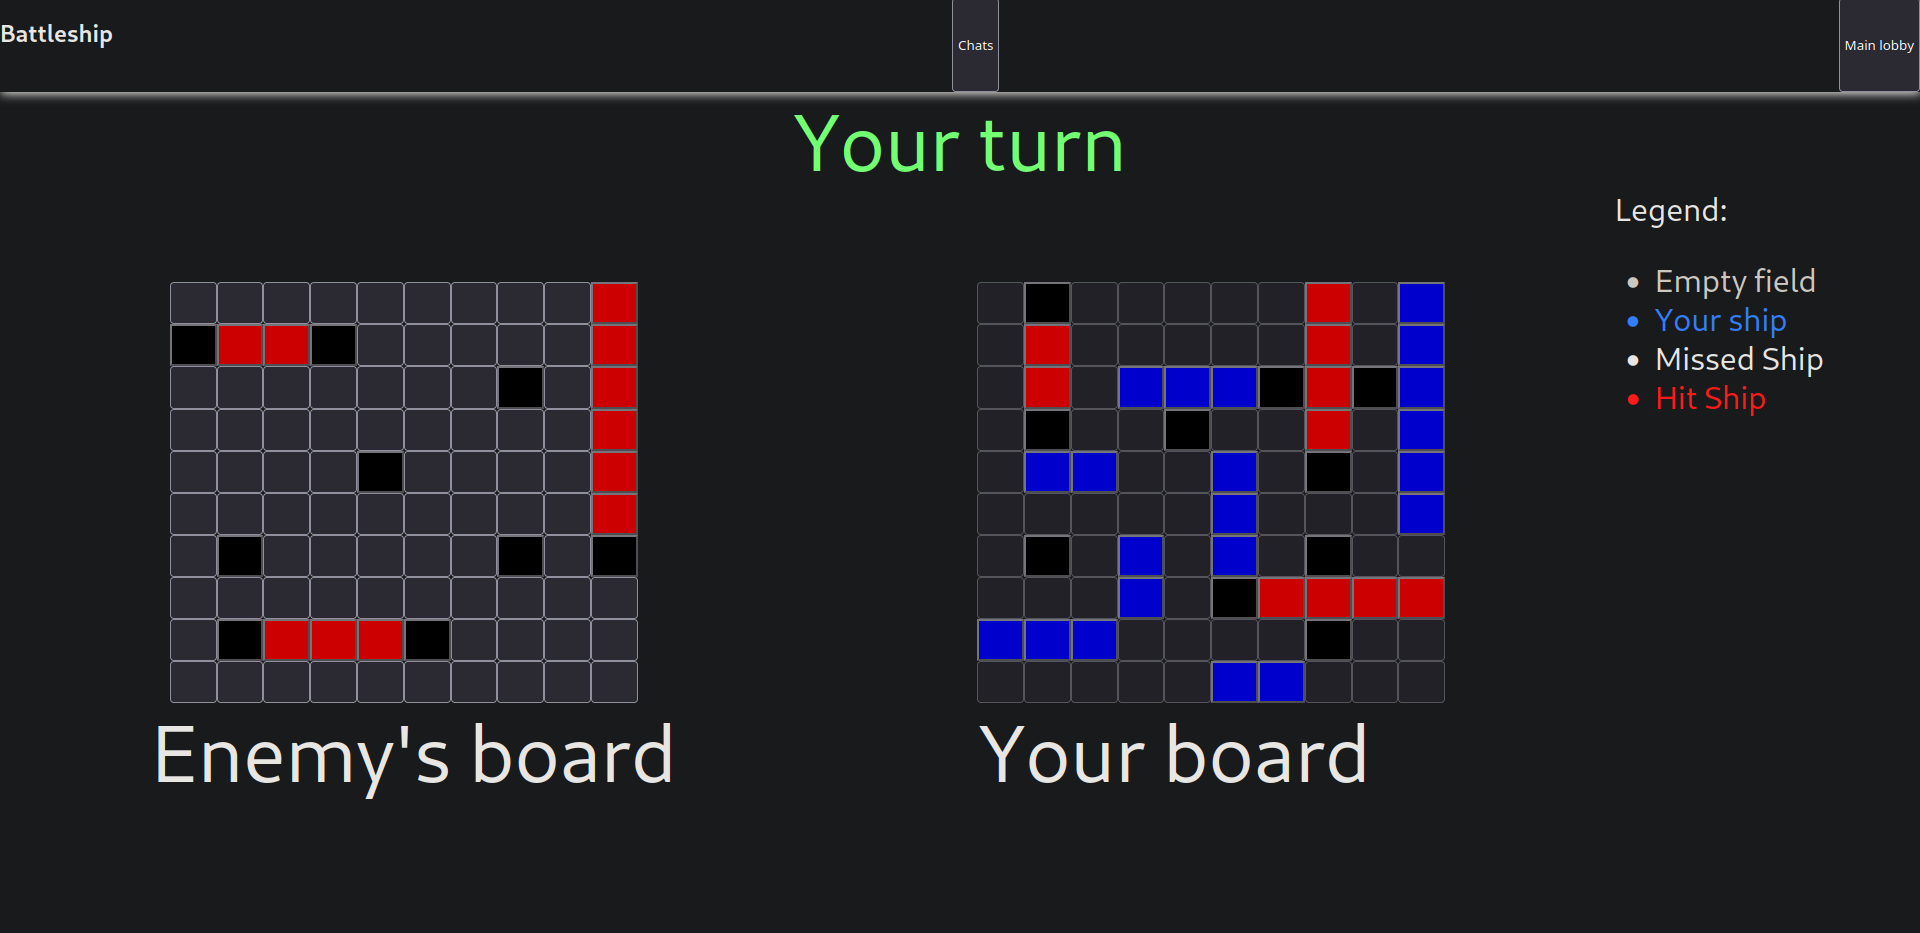 Battleship
Chats
Main lobby
Your turn
Legend:
Empty field
Your ship
Missed Ship
Hit Ship
Enemy's board
Your board